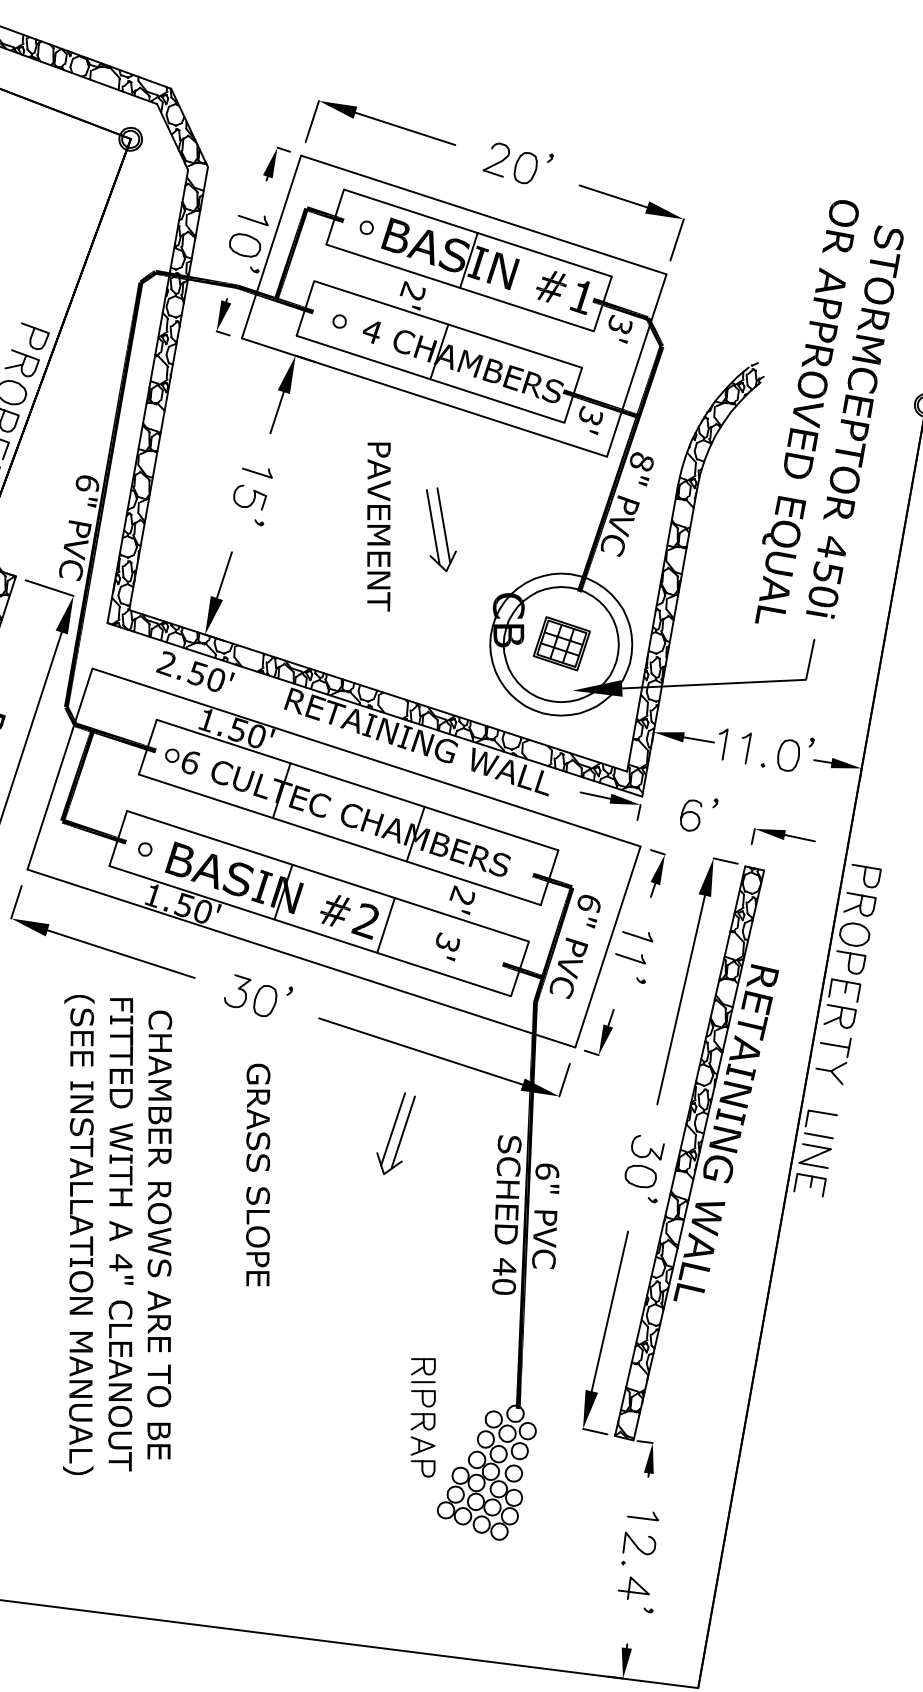 STORMCEPTOR 450i
OR APPROVED EQUAL
20'
10'
BASIN #1
2'
3'
4 CHAMBERS
3'
8" PVC
PAVEMENT
15'
CB
6" PVC
2.50'
RETAINING WALL
1.50'
6 CULTEC CHAMBERS
BASIN #2
2'
3'
1.50'
6" PVC
11'
30'
11.0'
6'
PROPERTY LINE
RETAINING WALL
30'
12.4'
6" PVC
SCHED 40
GRASS SLOPE
RIPRAP
CHAMBER ROWS ARE TO BE
FITTED WITH A 4" CLEANOUT
(SEE INSTALLATION MANUAL)